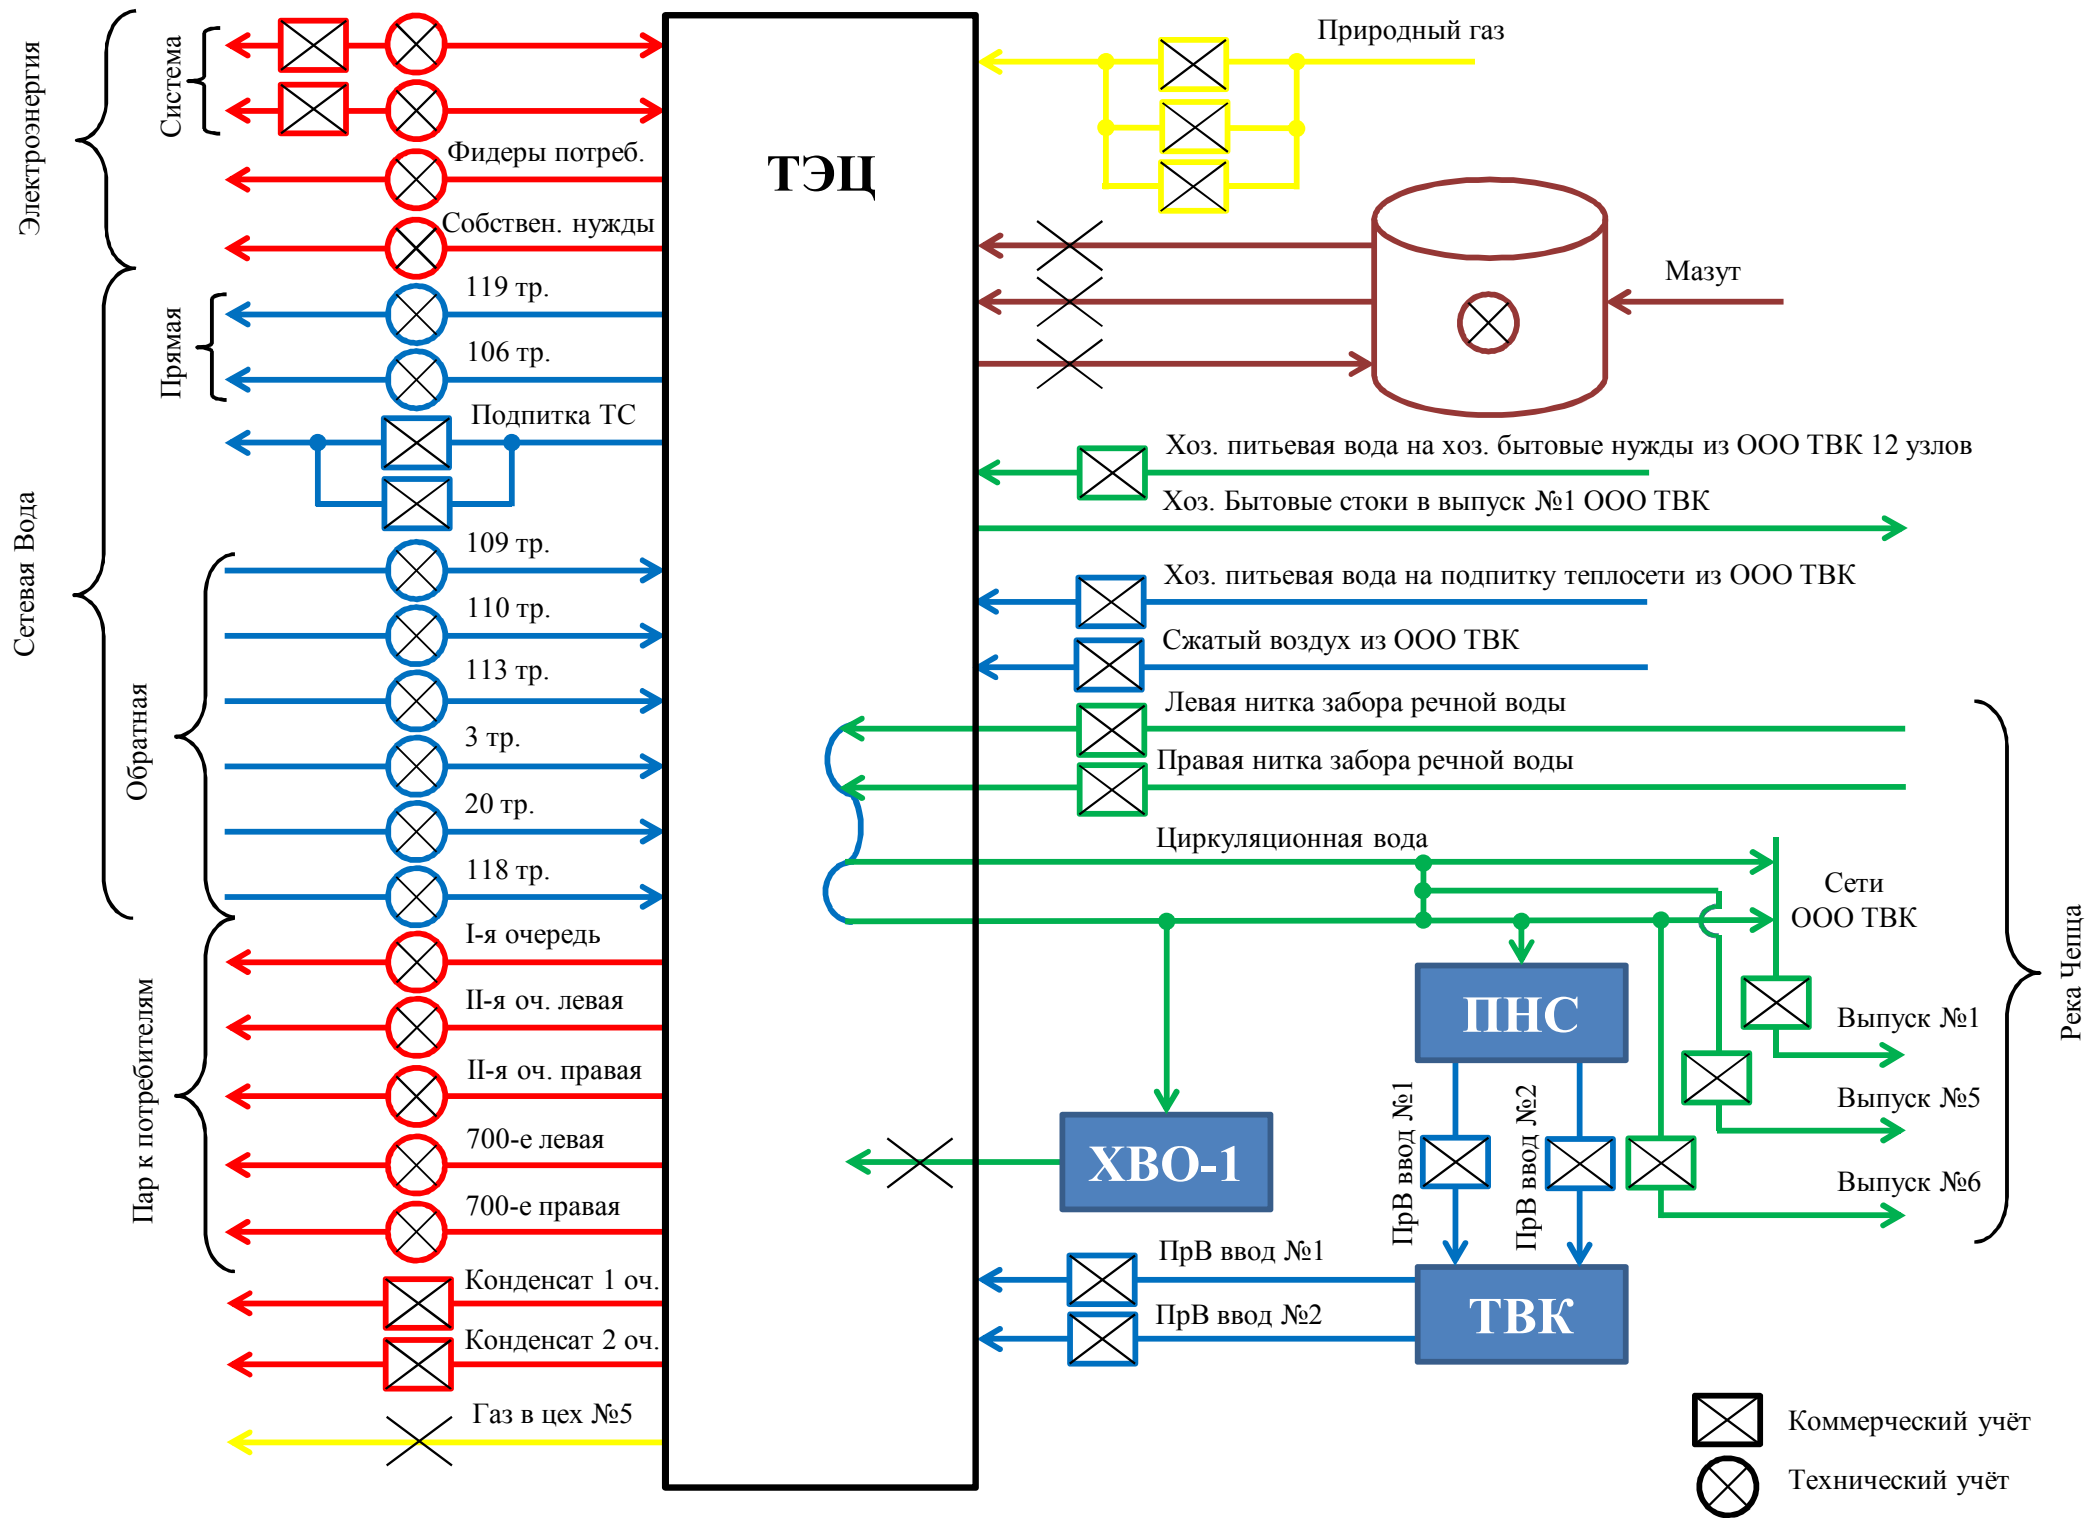 Электроэнергия
Система
Фидеры потреб.
Собствен. нужды
Сетевая Вода
Прямая
119 тр.
106 тр.
Подпитка ТС
Обратная
109 тр.
110 тр.
113 тр.
3 тр.
20 тр.
118 тр.
Пар к потребителям
I-я очередь
II-я оч. левая
II-я оч. правая
700-е левая
700-е правая
Конденсат 1 оч.
Конденсат 2 оч.
Газ в цех №5
ТЭЦ
Природный газ
Мазут
Хоз. питьевая вода на хоз. бытовые нужды из ООО ТВК 12 узлов
Хоз. Бытовые стоки в выпуск №1 ООО ТВК
Хоз. питьевая вода на подпитку теплосети из ООО ТВК
Сжатый воздух из ООО ТВК
Левая нитка забора речной воды
Правая нитка забора речной воды
Циркуляционная вода
Сети
ООО ТВК
Река Чепца
ПНС
Выпуск №1
Выпуск №5
Выпуск №6
ПрВ ввод №1
ПрВ ввод №2
ХВО-1
ПрВ ввод №1
ПрВ ввод №2
ТВК
Коммерческий учёт
Технический учёт